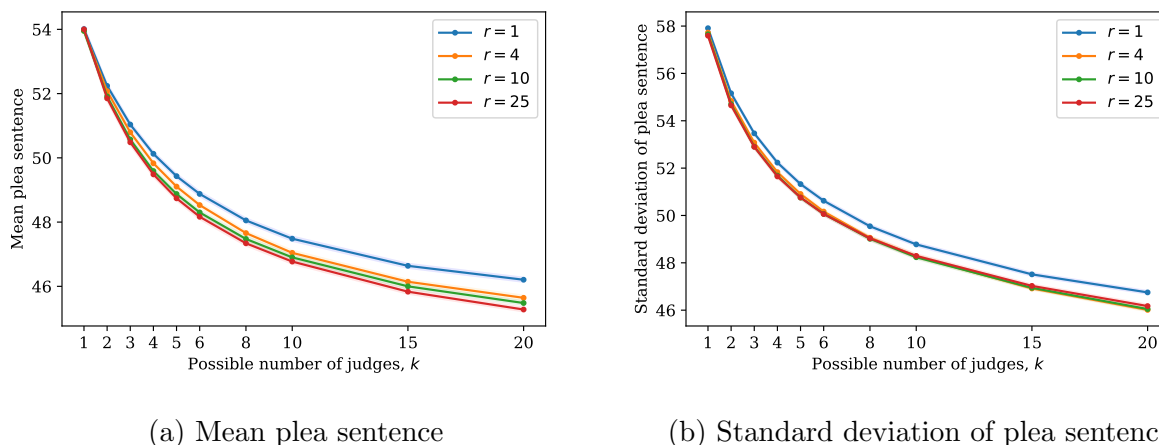 54
52
50
48
46
Mean plea sentence
1 2 3 4 5 6 8 10 15 20
Possible number of judges, k
r = 1
r = 4
r = 10
r = 25
(a) Mean plea sentence
58
56
54
52
50
48
46
Standard deviation of plea sentence
1 2 3 4 5 6 8 10 15 20
Possible number of judges, k
r = 1
r = 4
r = 10
r = 25
(b) Standard deviation of plea sentenc